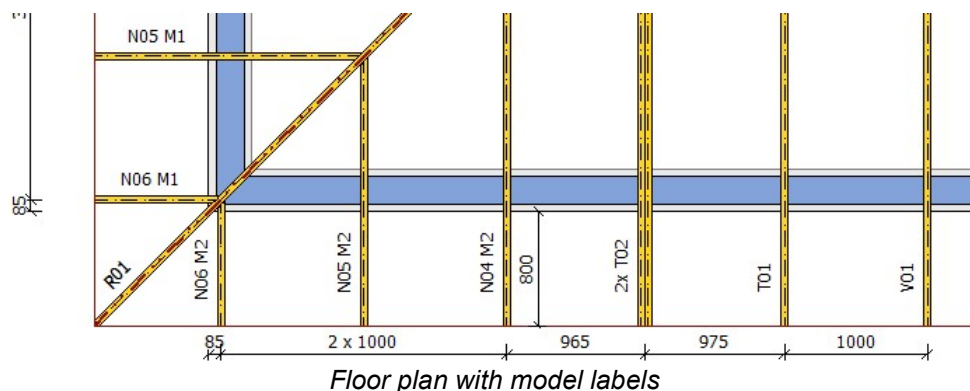 N05 M1
N06 M1
85
R01
N06 M2
N05 M2
N04 M2
800
2x T02
T01
V01
85
2 x 1000
965
975
1000
Floor plan with model labels